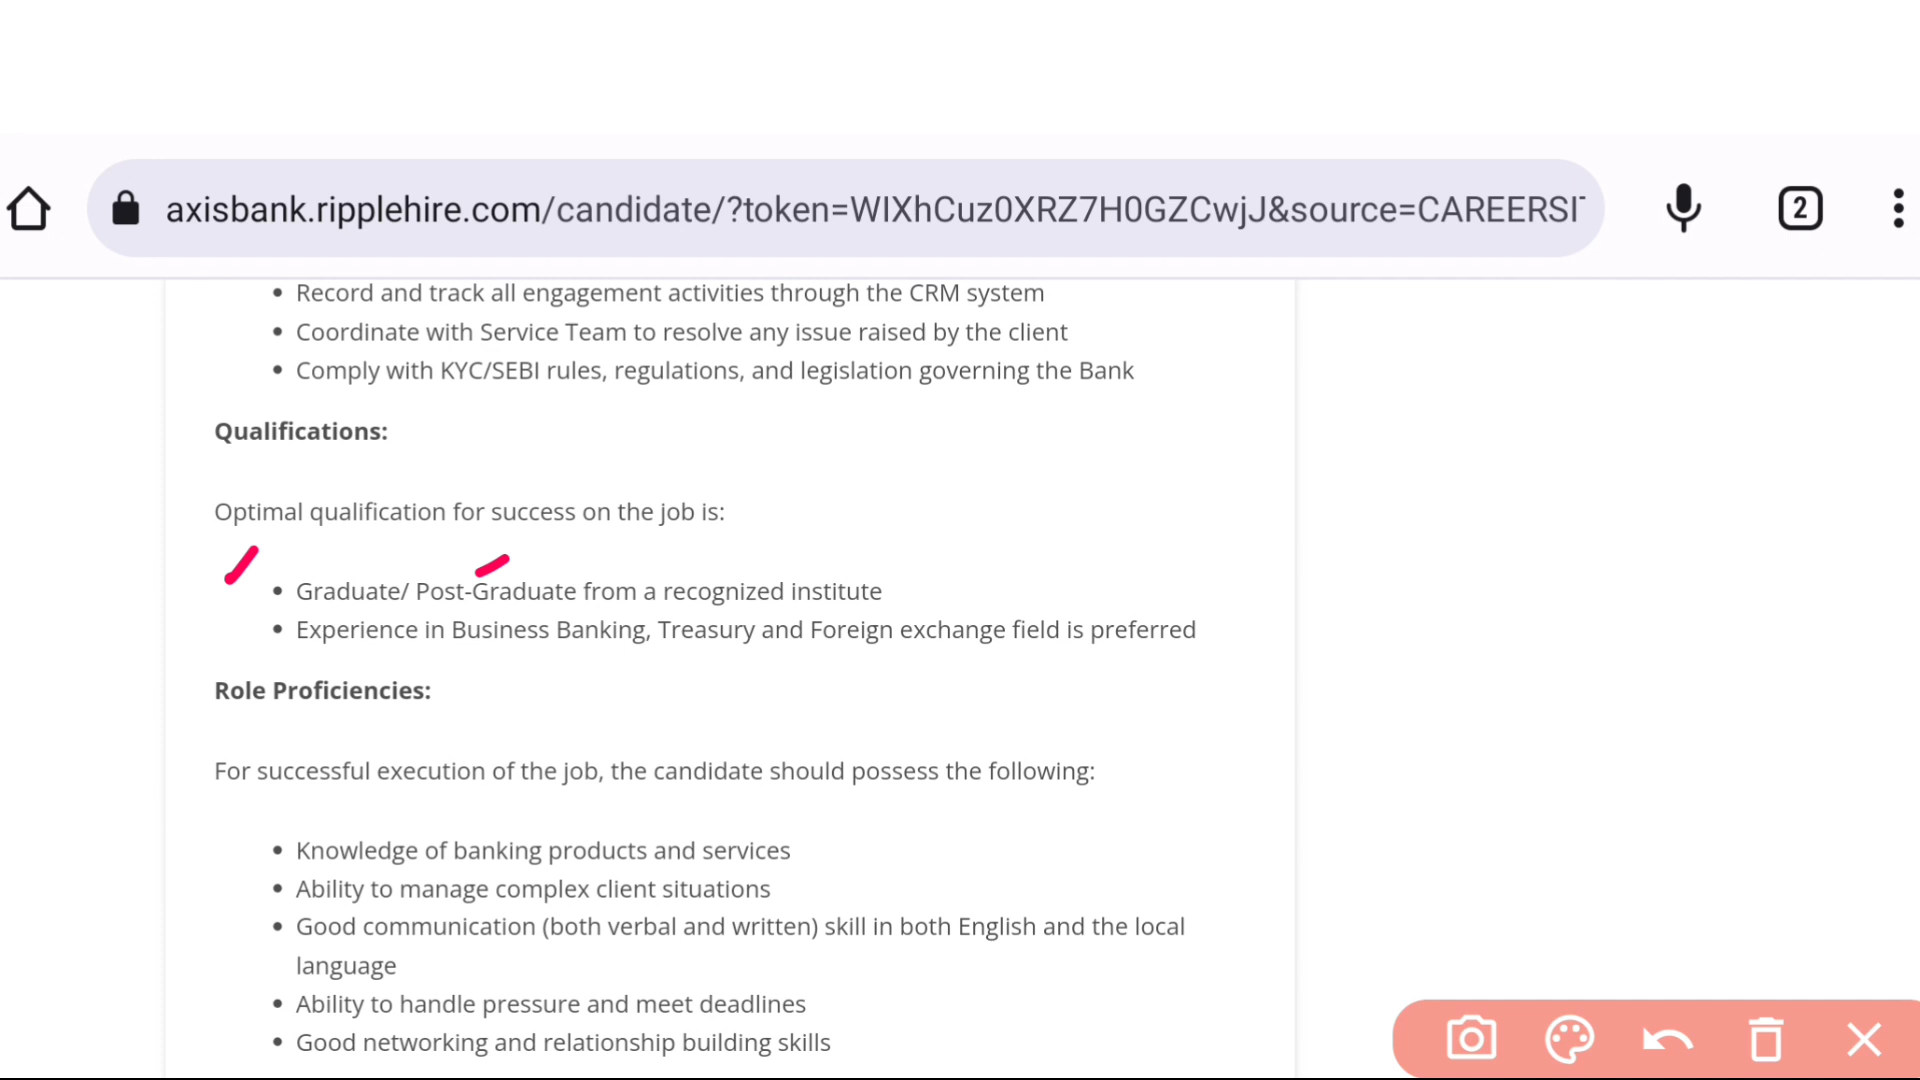 axisbank.ripplehire.com/candidate/?token=WIXhCuz0XRZ7H0GZCwjJ&source=CAREERSI
2
• Record and track all engagement activities through the CRM system
• Coordinate with Service Team to resolve any issue raised by the client
• Comply with KYC/SEBI rules, regulations, and legislation governing the Bank
Qualifications:
Optimal qualification for success on the job is:
• Graduate/ Post-Graduate from a recognized institute
• Experience in Business Banking, Treasury and Foreign exchange field is preferred
Role Proficiencies:
For successful execution of the job, the candidate should possess the following:
• Knowledge of banking products and services
• Ability to manage complex client situations
• Good communication (both verbal and written) skill in both English and the local
language
• Ability to handle pressure and meet deadlines
• Good networking and relationship building skills